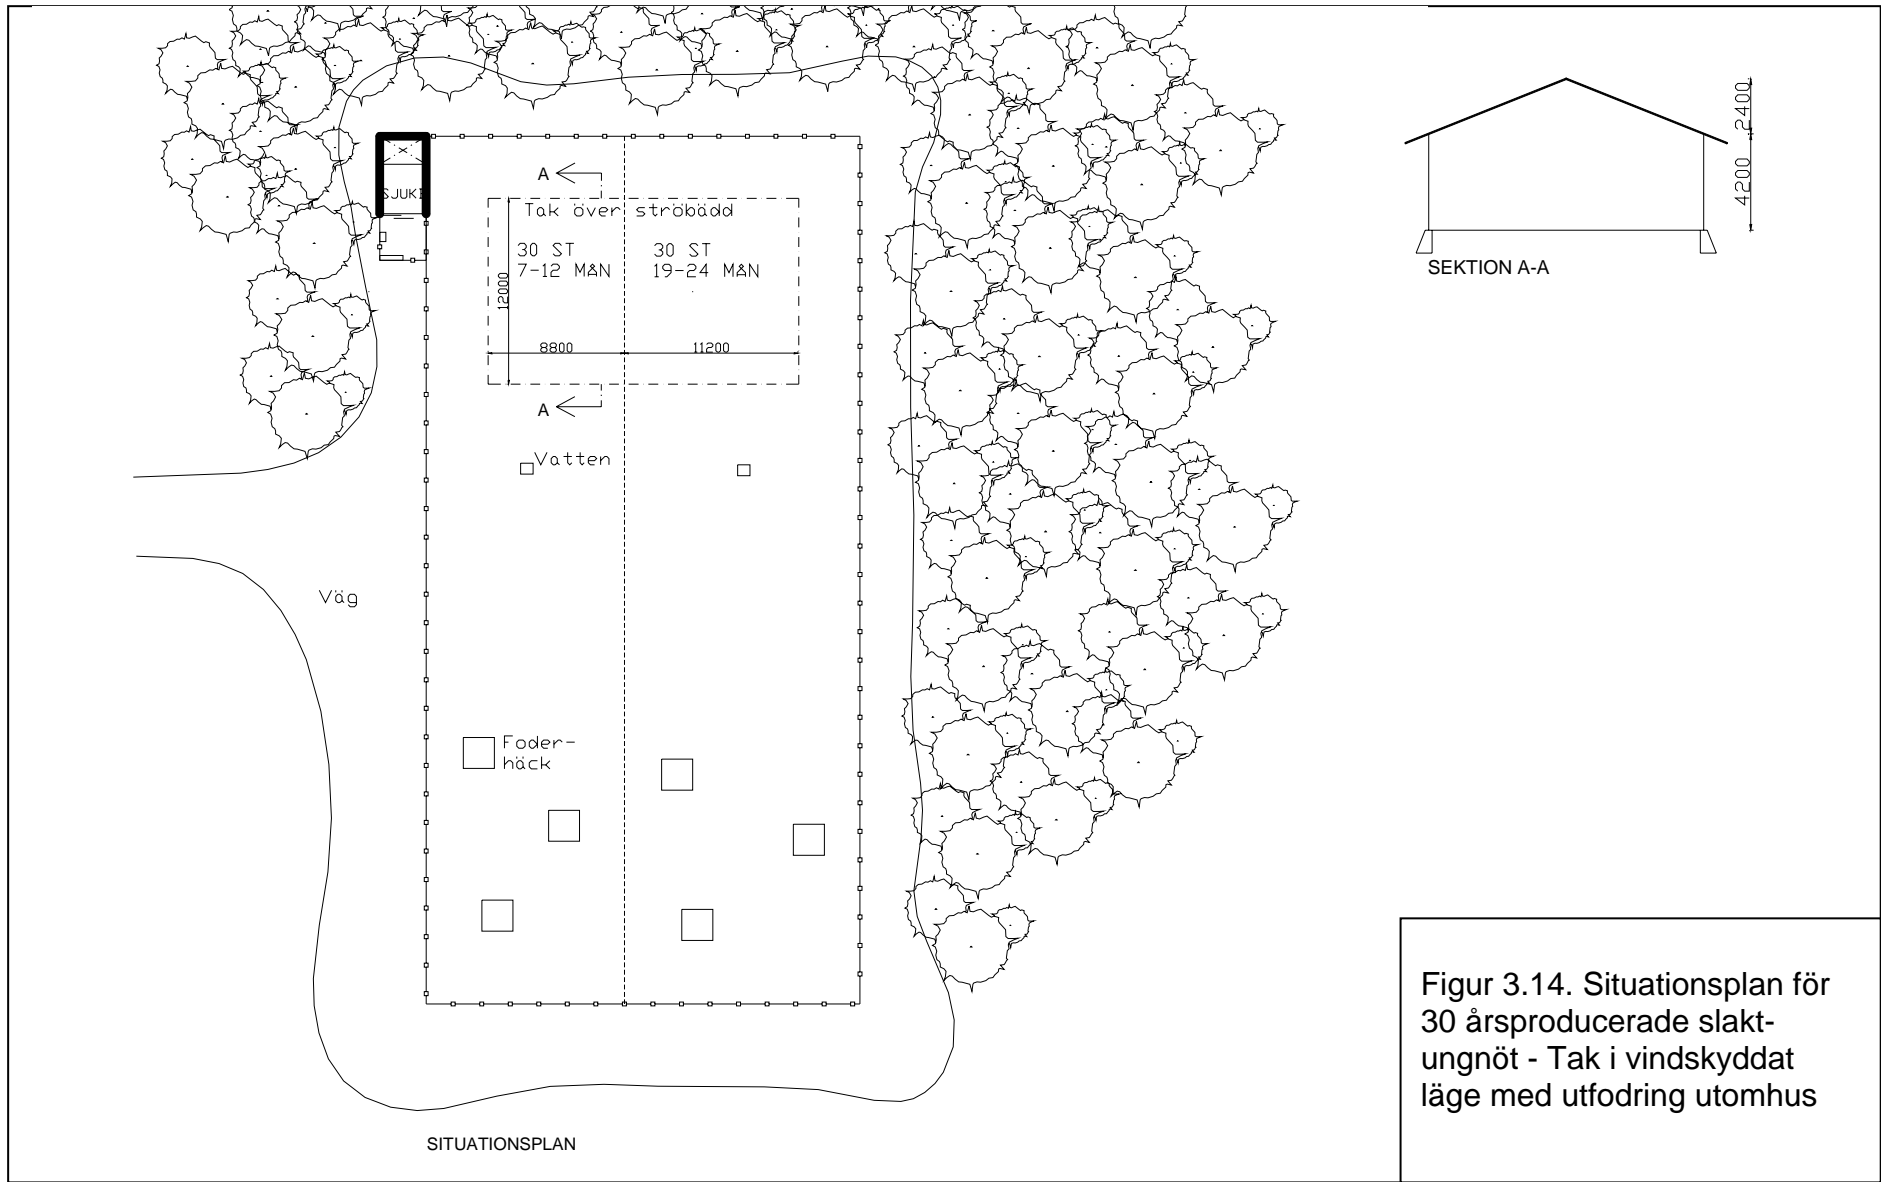 A
Tak över ströbädd
30 ST
7-12 MÅN
30 ST
19-24 MÅN
12000
8800
11200
A
SJUK
Vatten
Väg
Foder-
häck
SITUATIONSPLAN
2400
4200
SEKTION A-A
Figur 3.14. Situationsplan för
30 årsproducerade slakt-
ungnöt - Tak i vindskyddat
läge med utfodring utomhus